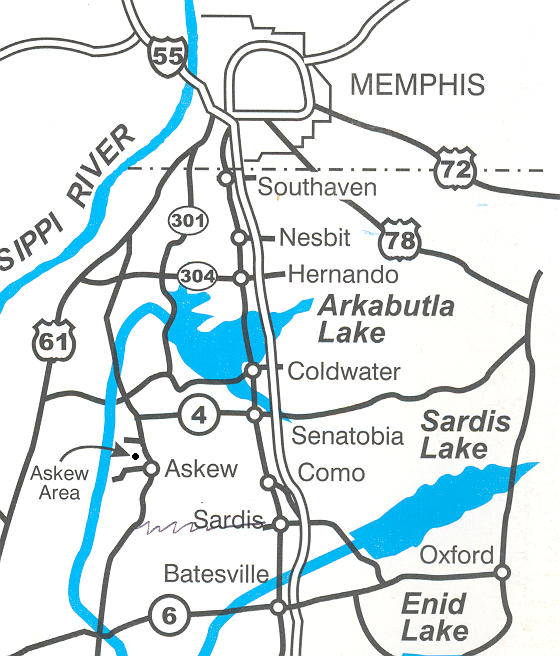 55
MEMPHIS
SIPPI RIVER
72
Southaven
301
Nesbit
78
304
Hernando
Arkabutla
Lake
61
Coldwater
4
Senatobia
Sardis
Lake
Askew
Area
Askew
Como
Sardis
Oxford
Batesville
6
Enid
Lake